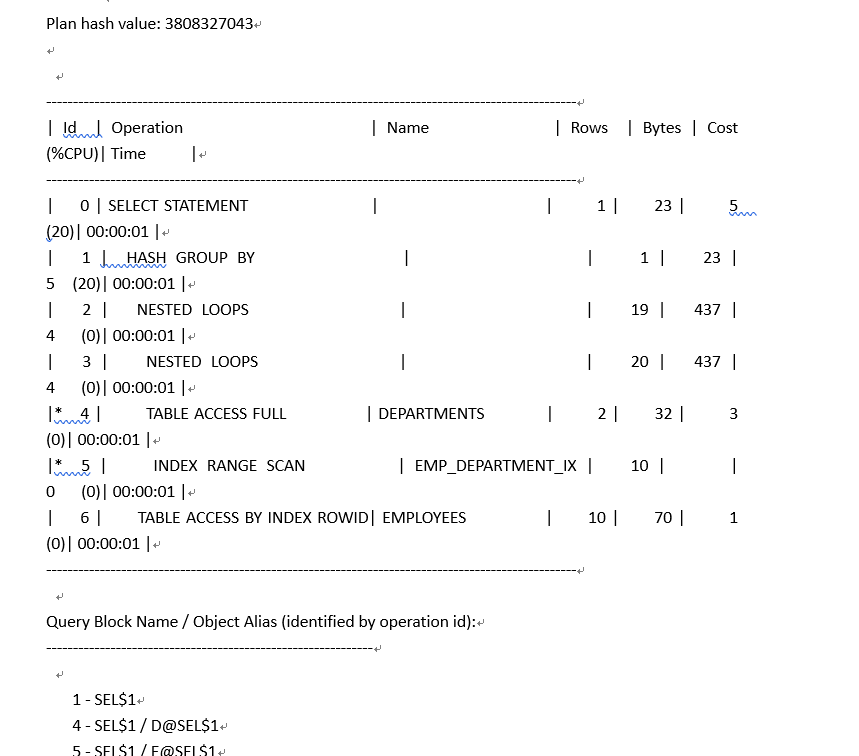 Plan hash value: 3808327043
--------------------------------------------------------------------------------------------------------
| Id | Operation | Name | Rows | Bytes | Cost
(%CPU)| Time |
--------------------------------------------------------------------------------------------------------
| 0 | SELECT STATEMENT | | 1 | 23 | 5
(20)| 00:00:01 |
| 1 | HASH GROUP BY | | 1 | 23 |
5 (20)| 00:00:01 |
| 2 | NESTED LOOPS | | 19 | 437 |
4 (0)| 00:00:01 |
| 3 | NESTED LOOPS | | 20 | 437 |
4 (0)| 00:00:01 |
|* 4 | TABLE ACCESS FULL | DEPARTMENTS | 2 | 32 | 3
(0)| 00:00:01 |
|* 5 | INDEX RANGE SCAN | EMP_DEPARTMENT_IX | 10 | |
0 (0)| 00:00:01 |
| 6 | TABLE ACCESS BY INDEX ROWID| EMPLOYEES | 10 | 70 | 1
(0)| 00:00:01 |
--------------------------------------------------------------------------------------------------------
Query Block Name / Object Alias (identified by operation id):
-------------------------------------------------------------
1 - SEL$1
4 - SEL$1 / D@SEL$1
5 - SEL$1 / E@SEL$1